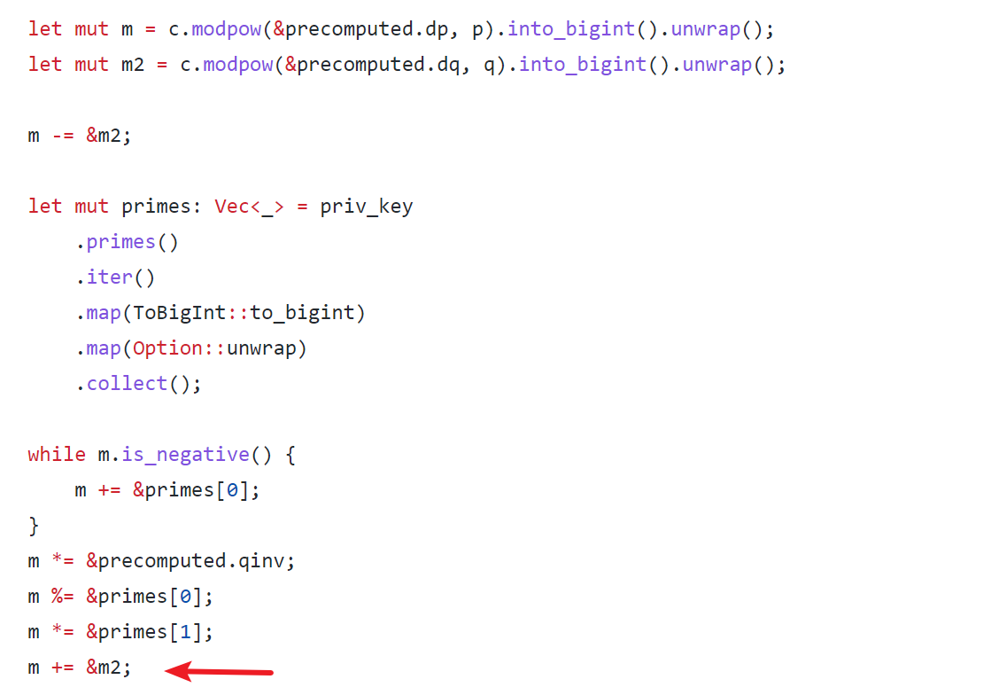 let mut m = c.modpow(&precomputed.dp, p).into_bigint().unwrap();
let mut m2 = c.modpow(&precomputed.dq, q).into_bigint().unwrap();
m -= &m2;
let mut primes: Vec<_> = priv_key
.primes()
.iter()
.map(ToBigInt::to_bigint)
.map(Option::unwrap)
.collect();
while m.is_negative() {
m += &primes[0];
}
m *= &precomputed.qinv;
m %= &primes[0];
m *= &primes[1];
m += &m2;